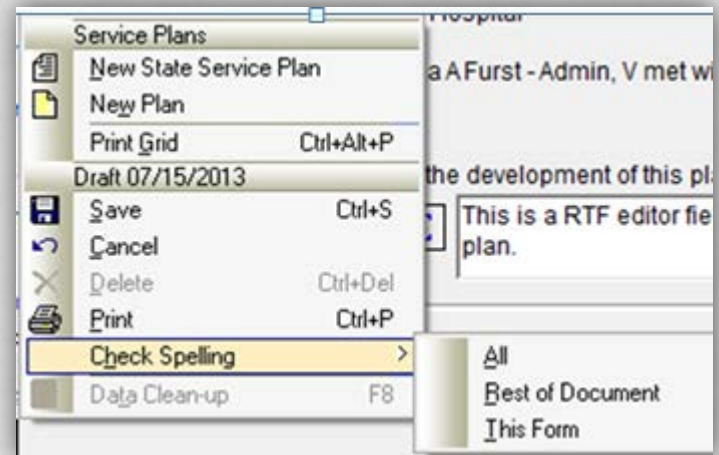 Service Plans
New State Service Plan
New Plan
Print Grid Ctrl+Alt+P
Draft 07/15/2013
Save Ctrl+S
Cancel
Delete Ctrl+Del
Print Ctrl+P
Check Spelling >
Data Clean-up F8
All
Rest of Document
This Form
Hospital
a A Furst - Admin, V met wi
the development of this pl
This is a RTF editor fie
plan.